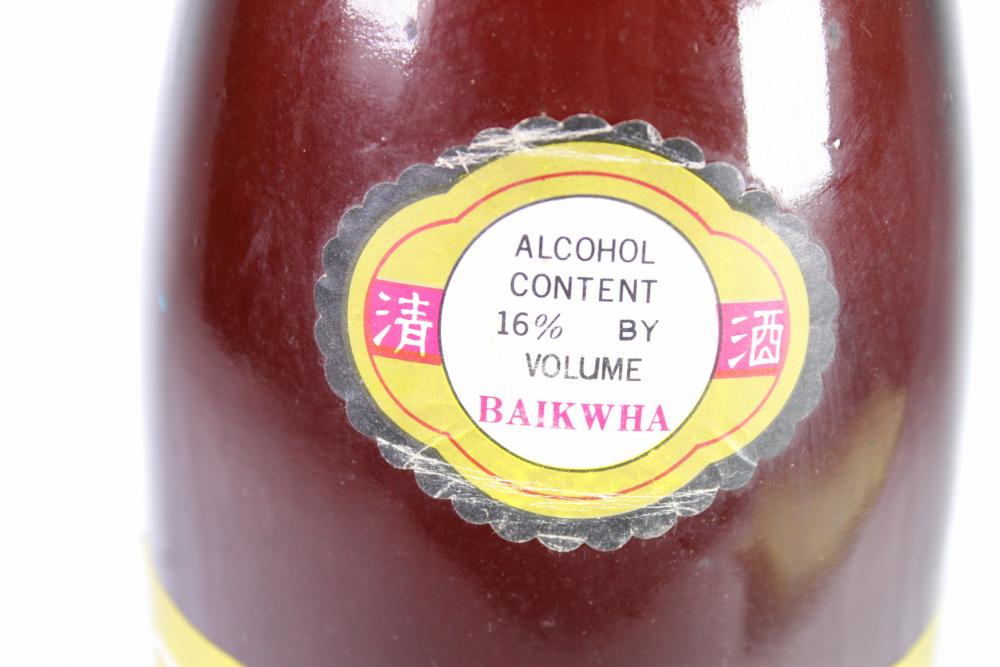 ALCOHOL
CONTENT
16% BY
VOLUME
BAIKWHA
清 酒